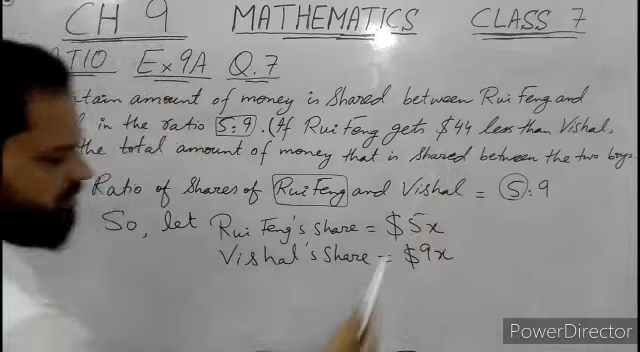 CH 9 MATHEMATICS CLASS 7
TIO Ex 9A Q.7
tain amount of money is Shared between Rui Feng and
in the ratio 5:9. (If Rui Feng gets $44 less than Vishal,
the total amount of money that is shared between the two boys.
Ratio of Shares of Rui Feng and Vishal = 5:9
So, let Rui Feng's share = $5x
Vishal's Share = $9x
PowerDirector